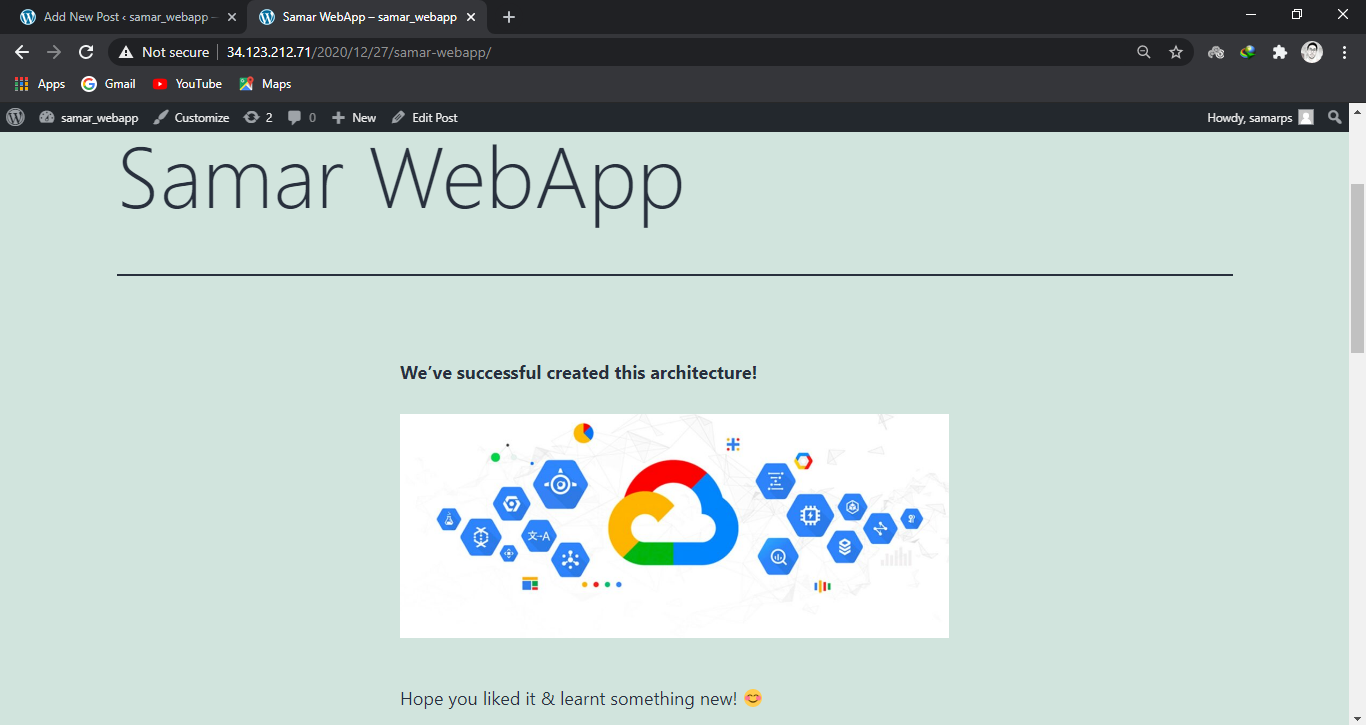 Add New Post ‹ samar_webapp –
Samar WebApp – samar_webapp
Not secure 34.123.212.71/2020/12/27/samar-webapp/
Apps Gmail YouTube Maps
samar_webapp Customize 2 0 New Edit Post Howdy, samarps
Samar WebApp
We’ve successful created this architecture!
文→A
Hope you liked it & learnt something new! 😊